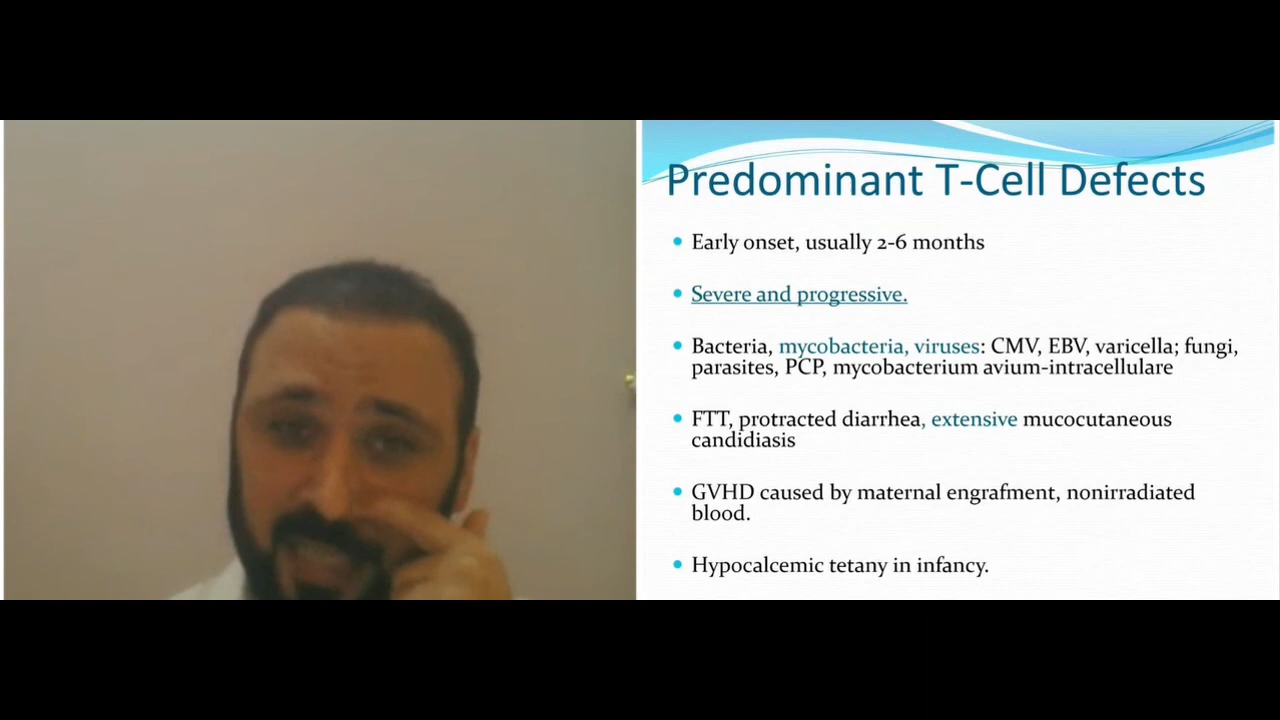 Predominant T-Cell Defects
• Early onset, usually 2-6 months
• Severe and progressive.
• Bacteria, mycobacteria, viruses: CMV, EBV, varicella; fungi,
parasites, PCP, mycobacterium avium-intracellulare
• FTT, protracted diarrhea, extensive mucocutaneous
candidiasis
• GVHD caused by maternal engrafment, nonirradiated
blood.
• Hypocalcemic tetany in infancy.